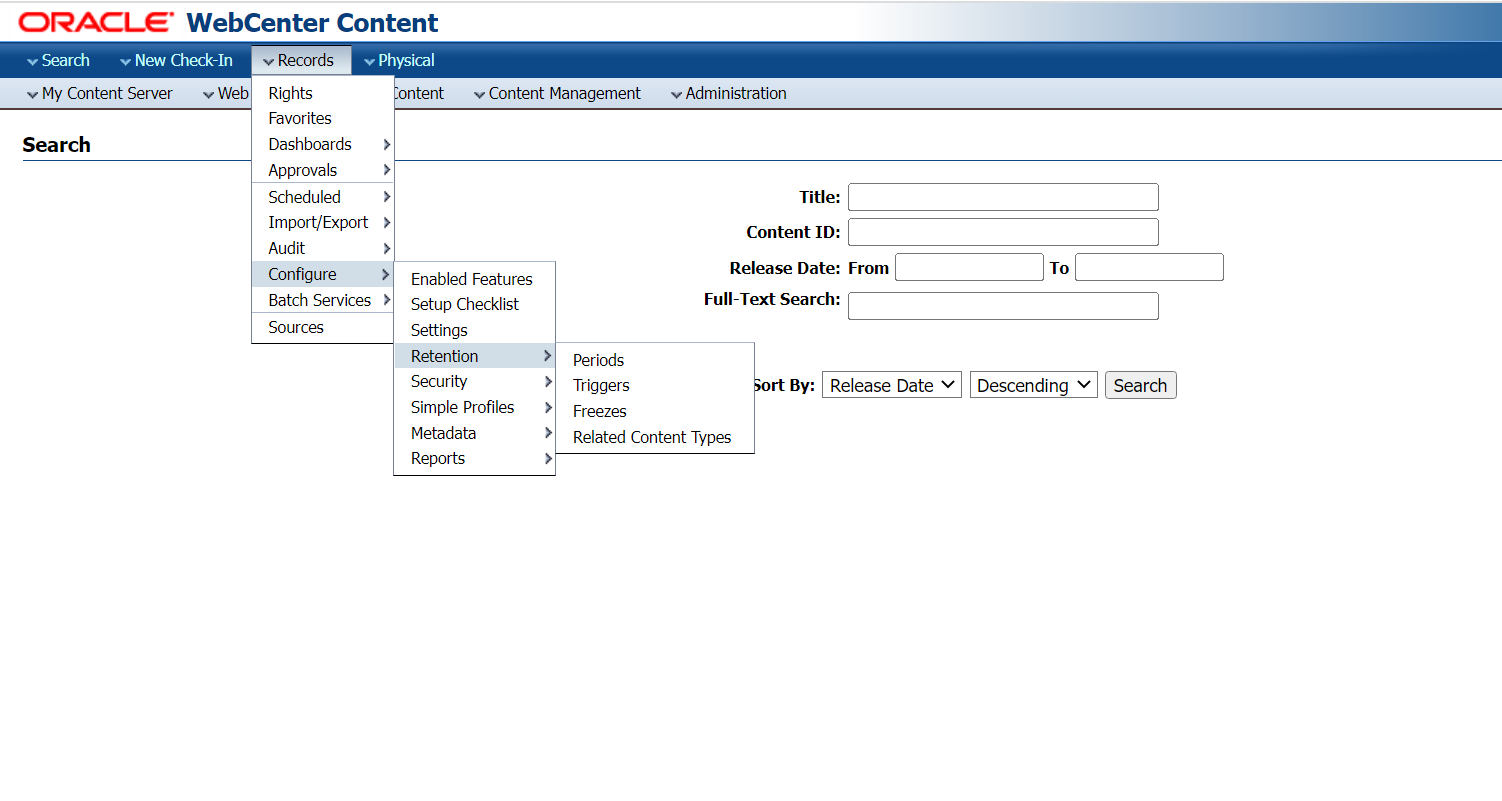 ORACLE WebCenter Content
Search New Check-In Records Physical
My Content Server Web Content Content Management Administration
Rights
Favorites
Dashboards
Approvals
Scheduled
Import/Export
Audit
Configure
Batch Services
Sources
Enabled Features
Setup Checklist
Settings
Retention
Security
Simple Profiles
Metadata
Reports
Periods
Triggers
Freezes
Related Content Types
Search
Title:
Content ID:
Release Date: From To
Full-Text Search:
Sort By: Release Date Descending Search